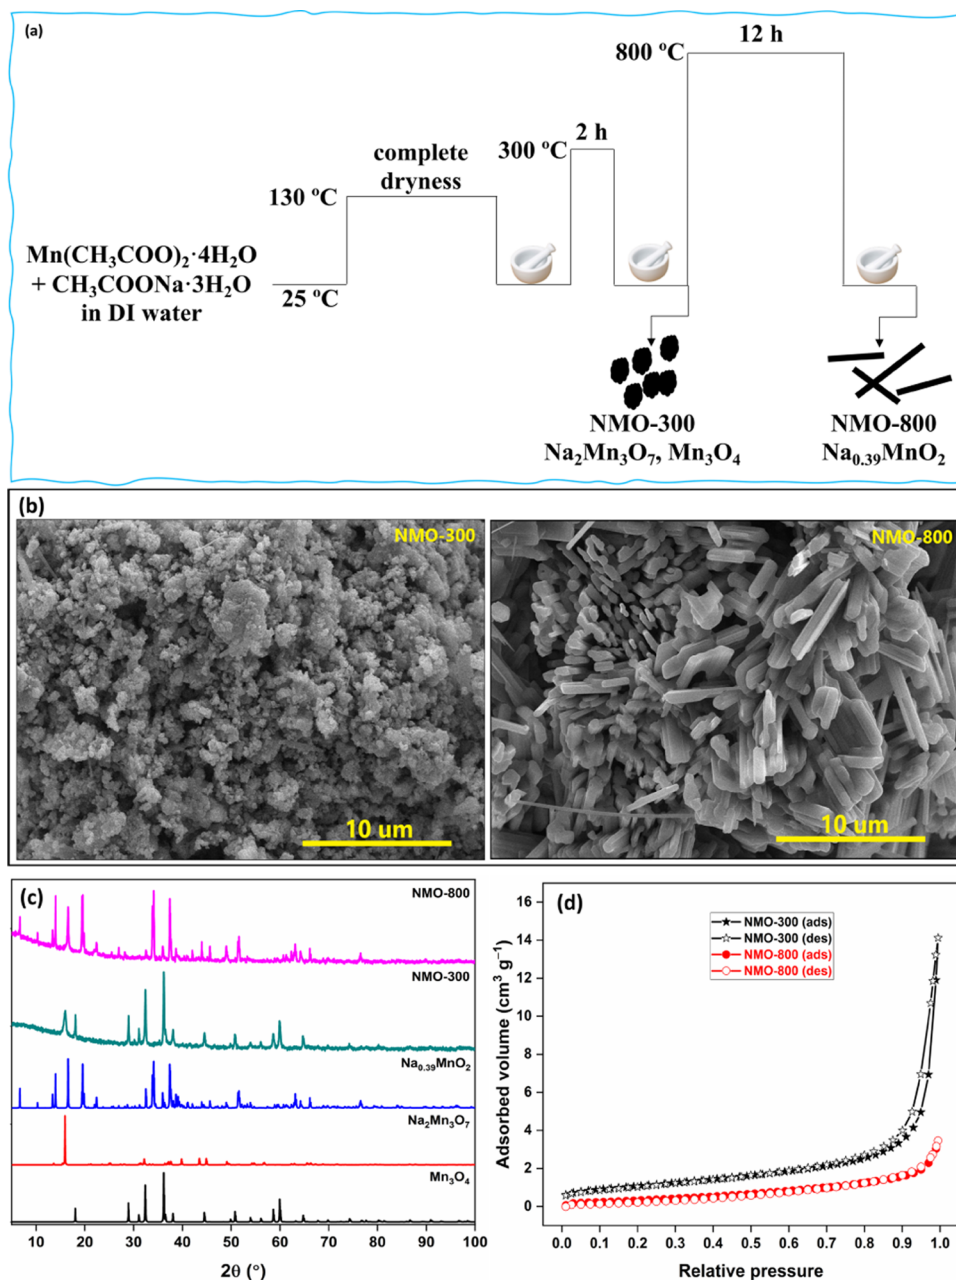 (a)
12 h
800 ºC
2 h
300 ºC
complete
dryness
130 ºC
Mn(CH₃COO)₂·4H₂O
+ CH₃COONa·3H₂O
in DI water
25 ºC
NMO-300
Na₂Mn₃O₇, Mn₃O₄
NMO-800
Na₀.₃₉MnO₂
(b)
NMO-300
10 um
NMO-800
10 um
(c)
NMO-800
NMO-300
Na₀.₃₉MnO₂
Na₂Mn₃O₇
Mn₃O₄
10 20 30 40 50 60 70 80 90 100
2θ (°)
(d)
NMO-300 (ads)
NMO-300 (des)
NMO-800 (ads)
NMO-800 (des)
Adsorbed volume (cm³ g⁻¹)
16
14
12
10
8
6
4
2
0
0.0 0.1 0.2 0.3 0.4 0.5 0.6 0.7 0.8 0.9 1.0
Relative pressure